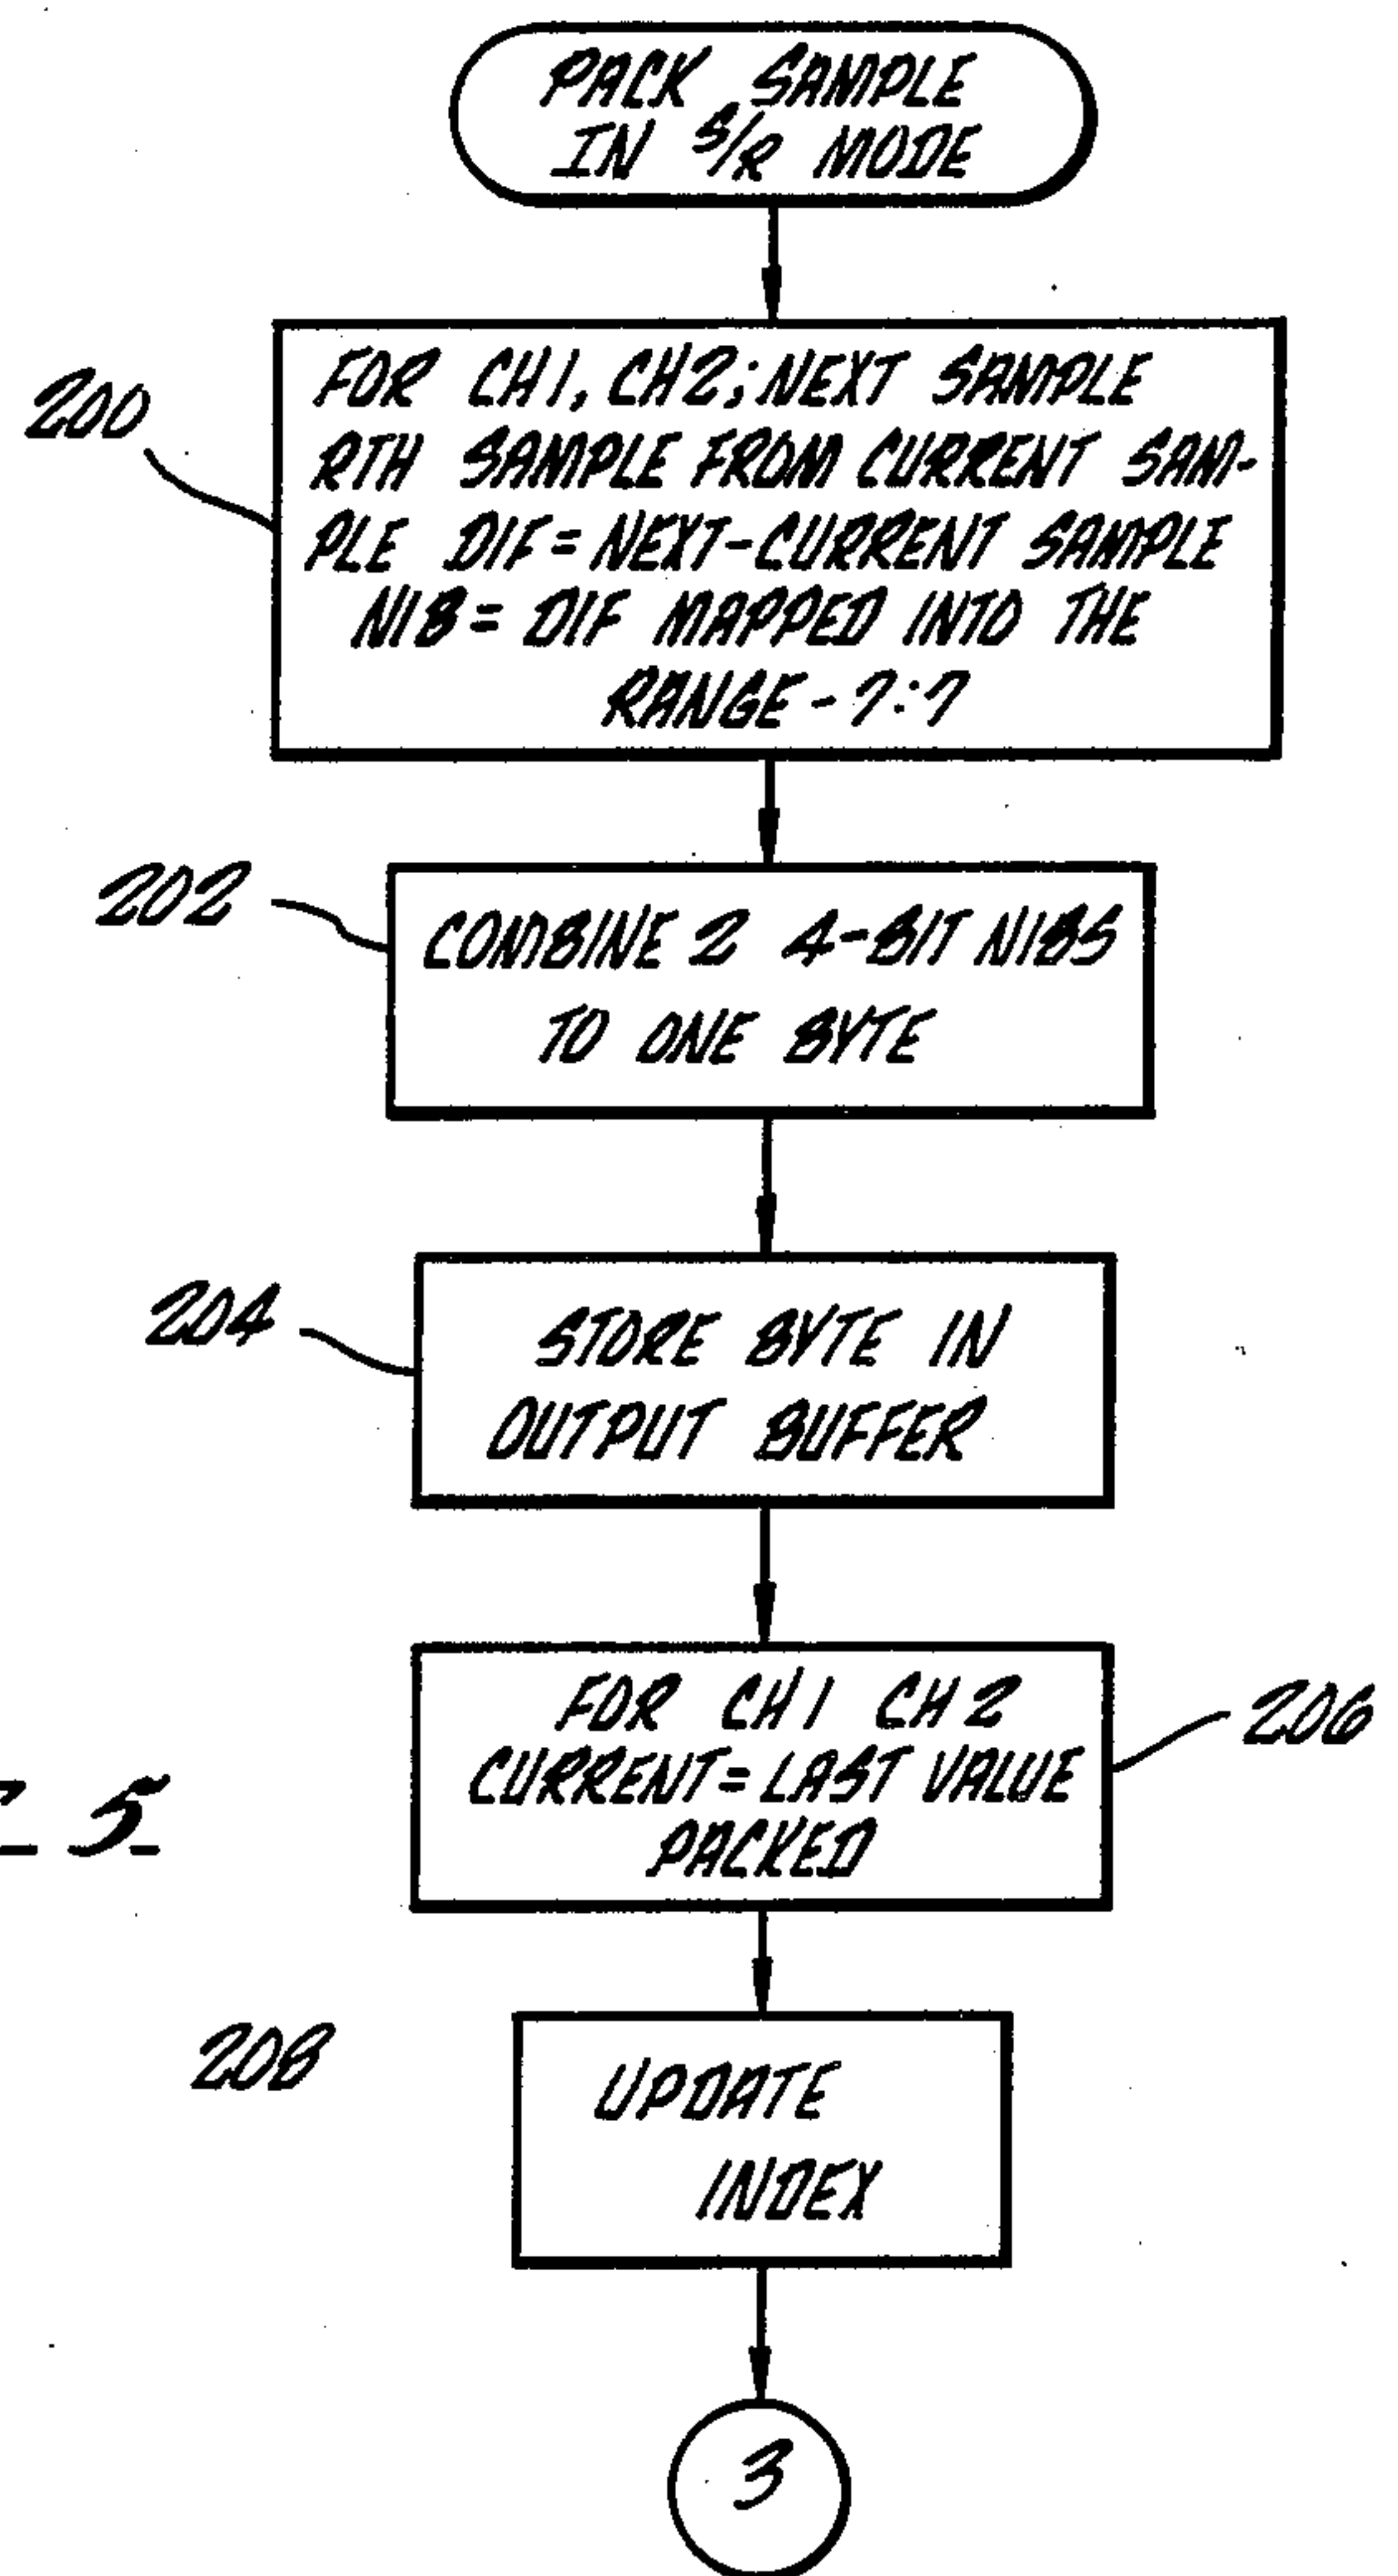 PACK SAMPLE
IN S/R MODE
200
FOR CH1, CH2; NEXT SAMPLE
RTH SAMPLE FROM CURRENT SAM-
PLE DIF = NEXT-CURRENT SAMPLE
NIB = DIF MAPPED INTO THE
RANGE -7:7
202
COMBINE 2 4-BIT NIBS
TO ONE BYTE
204
STORE BYTE IN
OUTPUT BUFFER
206
FOR CH1 CH2
CURRENT = LAST VALUE
PACKED
5
208
UPDATE
INDEX
3